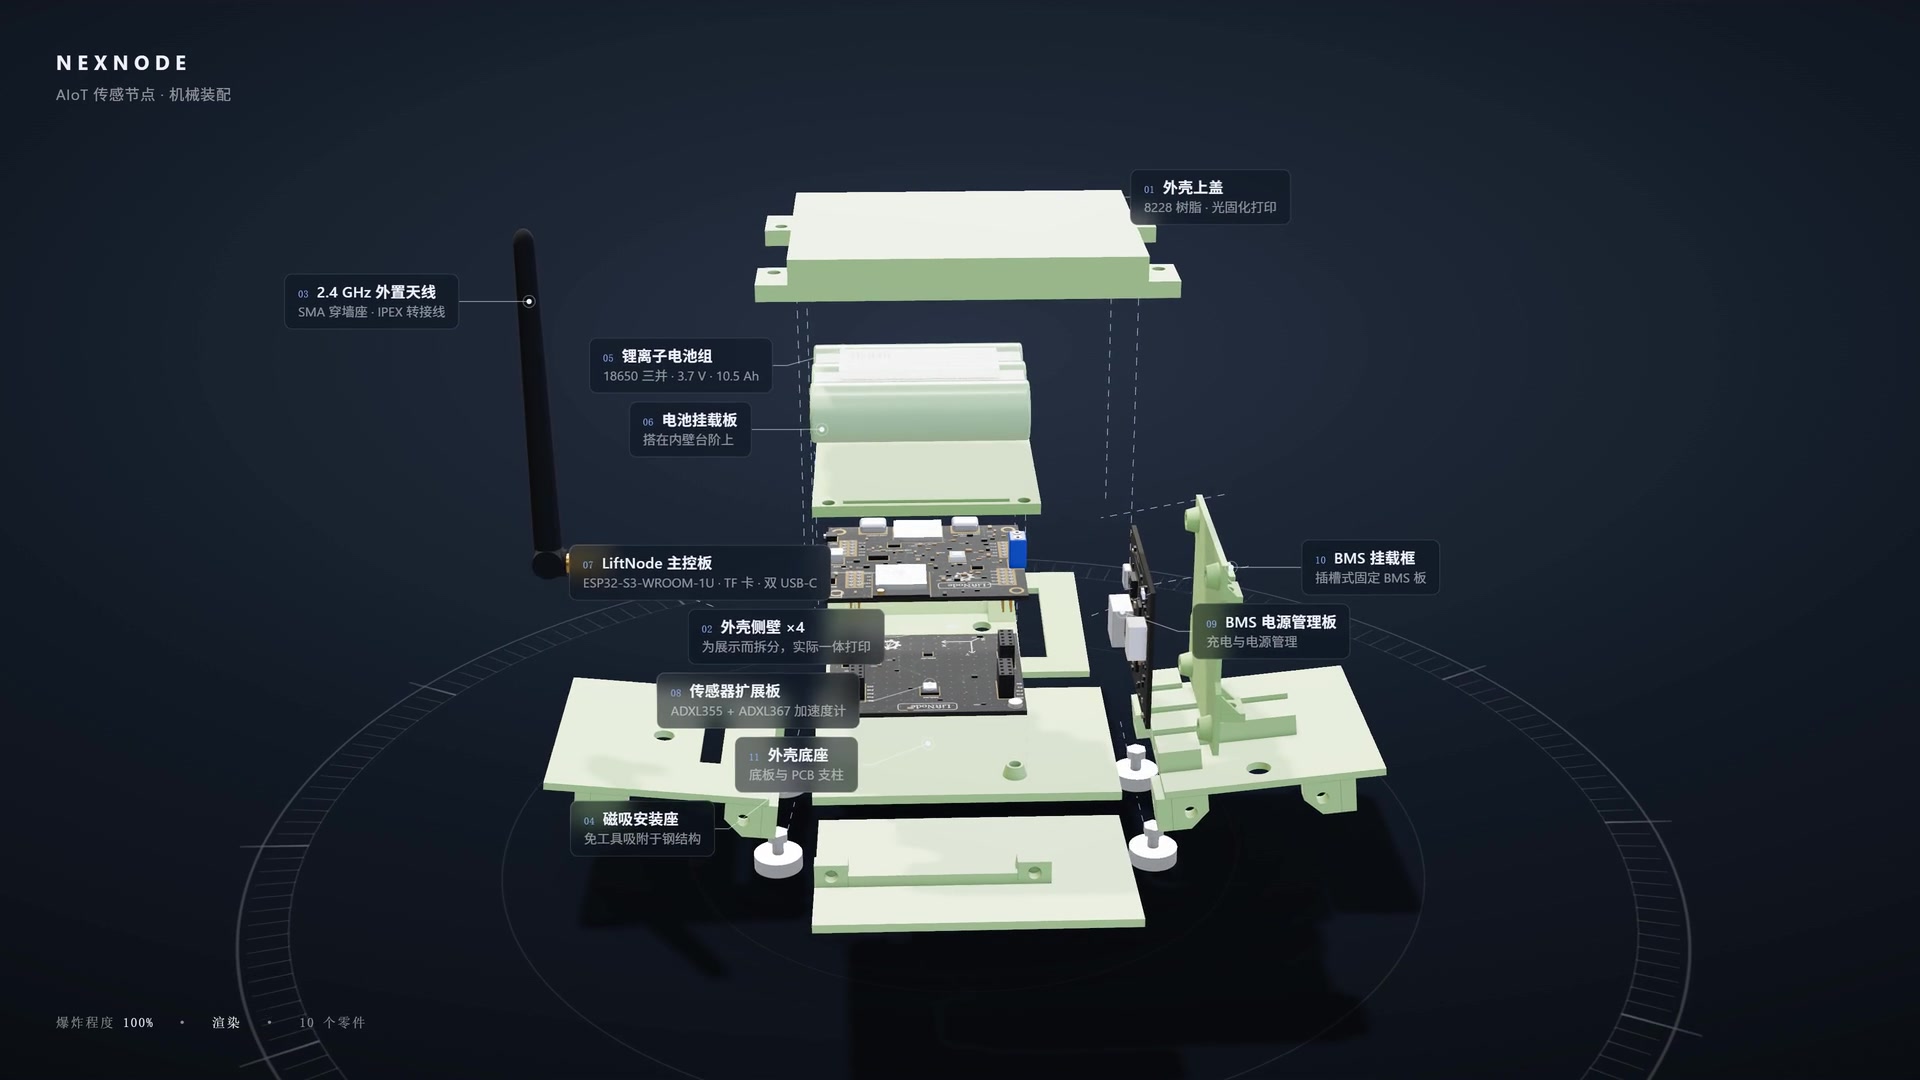 NEXNODE
AIoT 传感节点 · 机械装配
01 外壳上盖
8228 树脂 · 光固化打印
03 2.4 GHz 外置天线
SMA 穿墙座 · IPEX 转接线
05 锂离子电池组
18650 三并 · 3.7 V · 10.5 Ah
06 电池挂载板
搭在内壁台阶上
07 LiftNode 主控板
ESP32-S3-WROOM-1U · TF 卡 · 双 USB-C
10 BMS 挂载框
插槽式固定 BMS 板
02 外壳侧壁 ×4
为展示而拆分，实际一体打印
09 BMS 电源管理板
充电与电源管理
08 传感器扩展板
ADXL355 + ADXL367 加速度计
11 外壳底座
底板与 PCB 支柱
04 磁吸安装座
免工具吸附于钢结构
LiftNode
LiftNode
爆炸程度 100% • 渲染 • 10 个零件